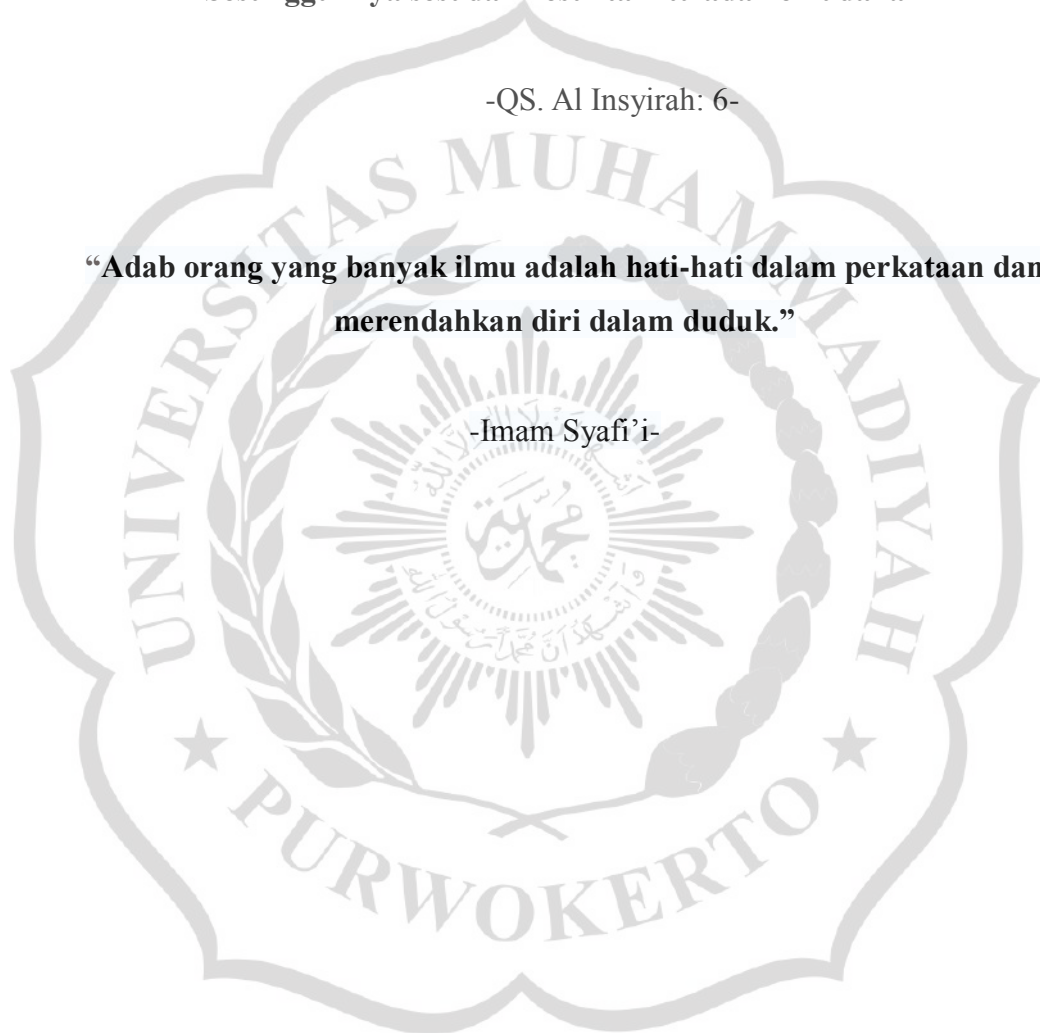 -QS. Al Insyirah: 6-
“Adab orang yang banyak ilmu adalah hati-hati dalam perkataan dan
merendahkan diri dalam duduk.”
-Imam Syafi’i-
UNIVERSITAS MUHAMMADIYAH
PURWOKERTO